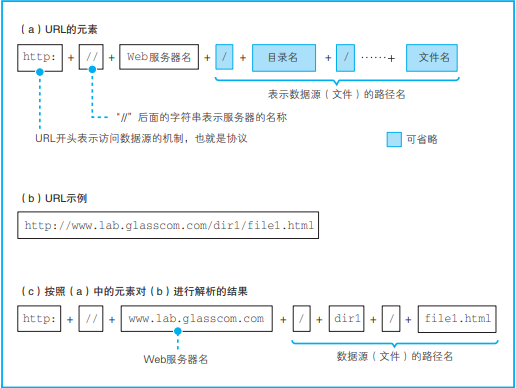 （a）URL的元素
http: + // + Web服务器名 + / + 目录名 + / ……+ 文件名
表示数据源（文件）的路径名
“//”后面的字符串表示服务器的名称
URL开头表示访问数据源的机制，也就是协议
可省略
（b）URL示例
http://www.lab.glasscom.com/dir1/file1.html
（c）按照（a）中的元素对（b）进行解析的结果
http: + // + www.lab.glasscom.com + / + dir1 + / + file1.html
Web服务器名
数据源（文件）的路径名